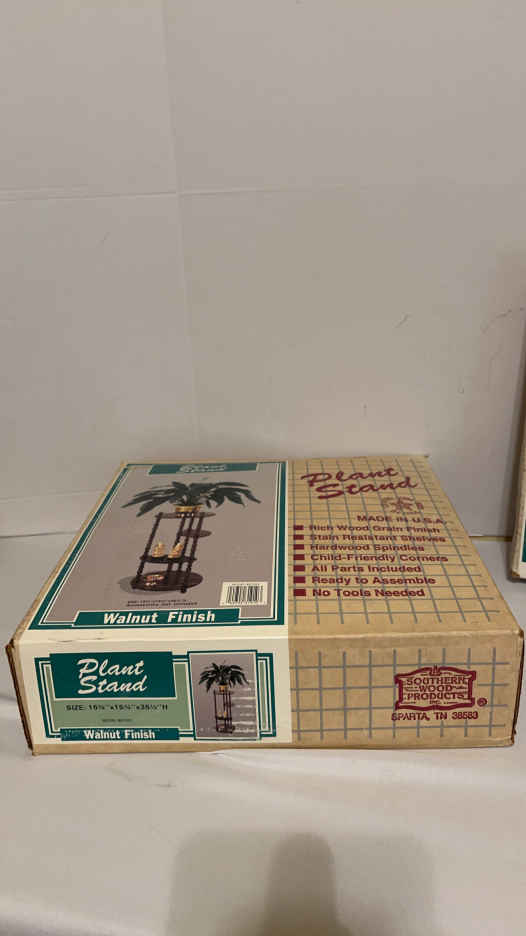 Plant
Stand
MADE IN U.S.A.
Rich Wood Grain Finish
Stain Resistant Shelves
Hardwood Spindles
Child-Friendly Corners
All Parts Included
Ready to Assemble
No Tools Needed
Plant Stand
Walnut Finish
Plant
Stand
SIZE:
Walnut Finish
SOUTHERN
WOOD
PRODUCTS
INC.
®
SPARTA, TN 38583